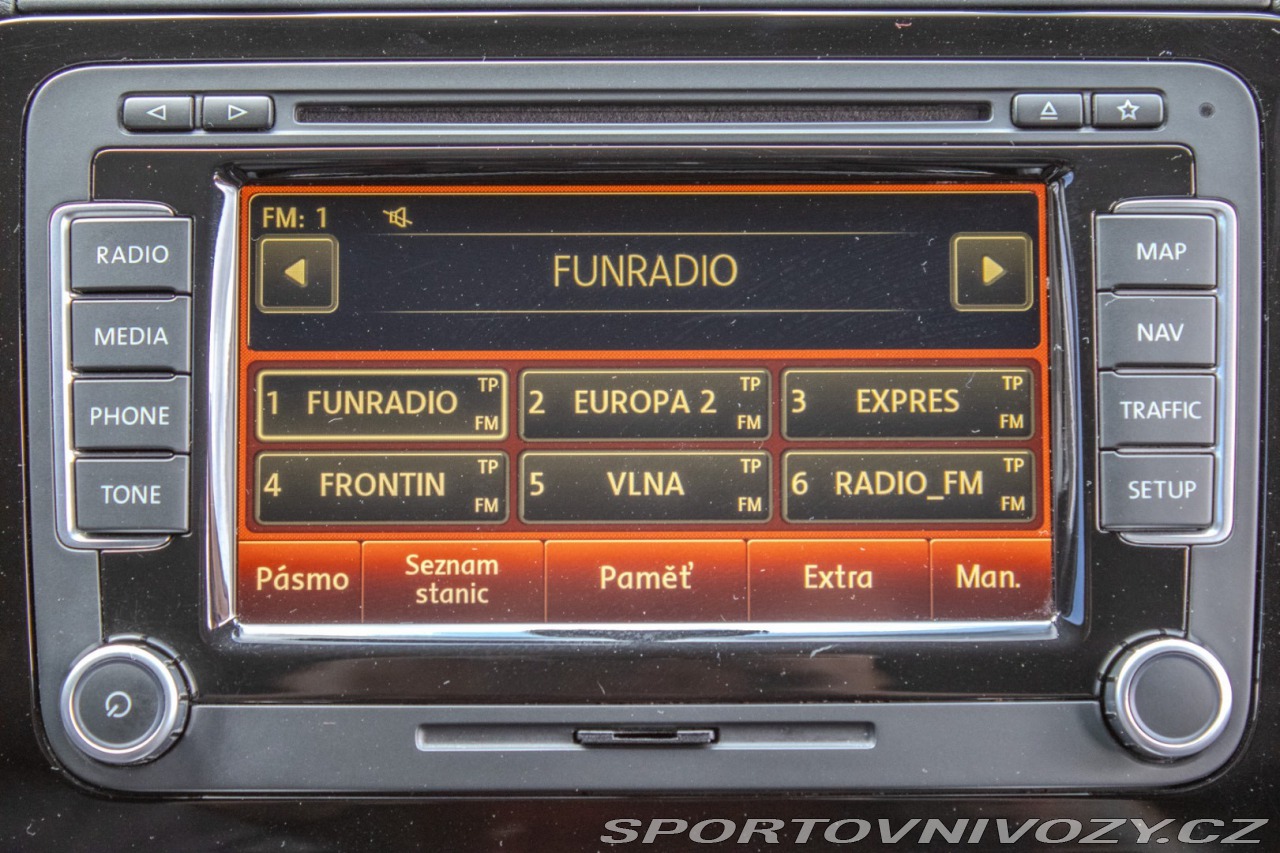 RADIO
MEDIA
PHONE
TONE
FM: 1
FUNRADIO
1 FUNRADIO TP FM
2 EUROPA 2 TP FM
3 EXPRES TP FM
4 FRONTIN TP FM
5 VLNA TP FM
6 RADIO_FM TP FM
Pásmo
Seznam
stanic
Paměť
Extra
Man.
MAP
NAV
TRAFFIC
SETUP
SPORTOVNIVOZY.CZ